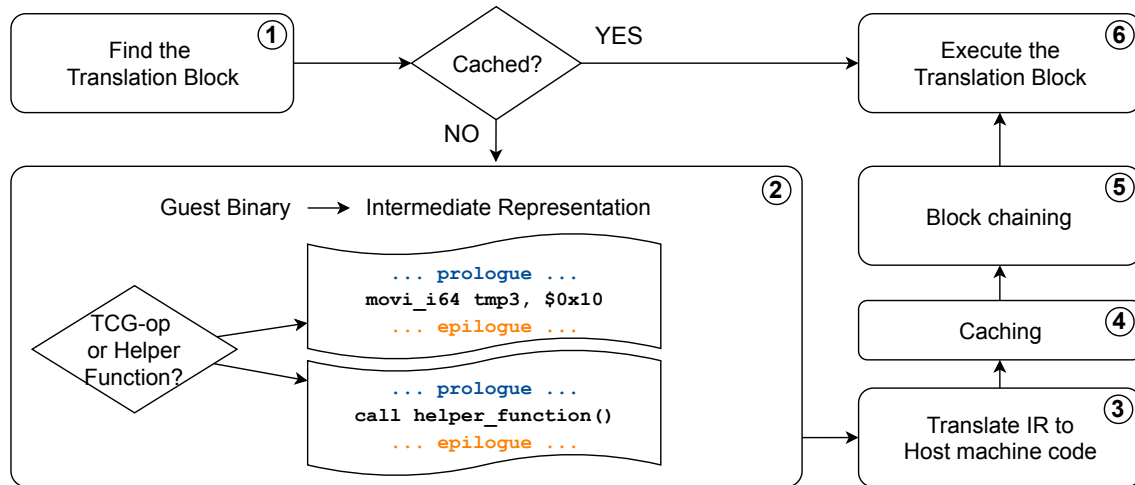 1
Find the
Translation Block
Cached?
YES
NO
6
Execute the
Translation Block
2
Guest Binary
Intermediate Representation
TCG-op
or Helper
Function?
... prologue ...
movi_i64 tmp3, $0x10
... epilogue ...
... prologue ...
call helper_function()
... epilogue ...
5
Block chaining
4
Caching
3
Translate IR to
Host machine code